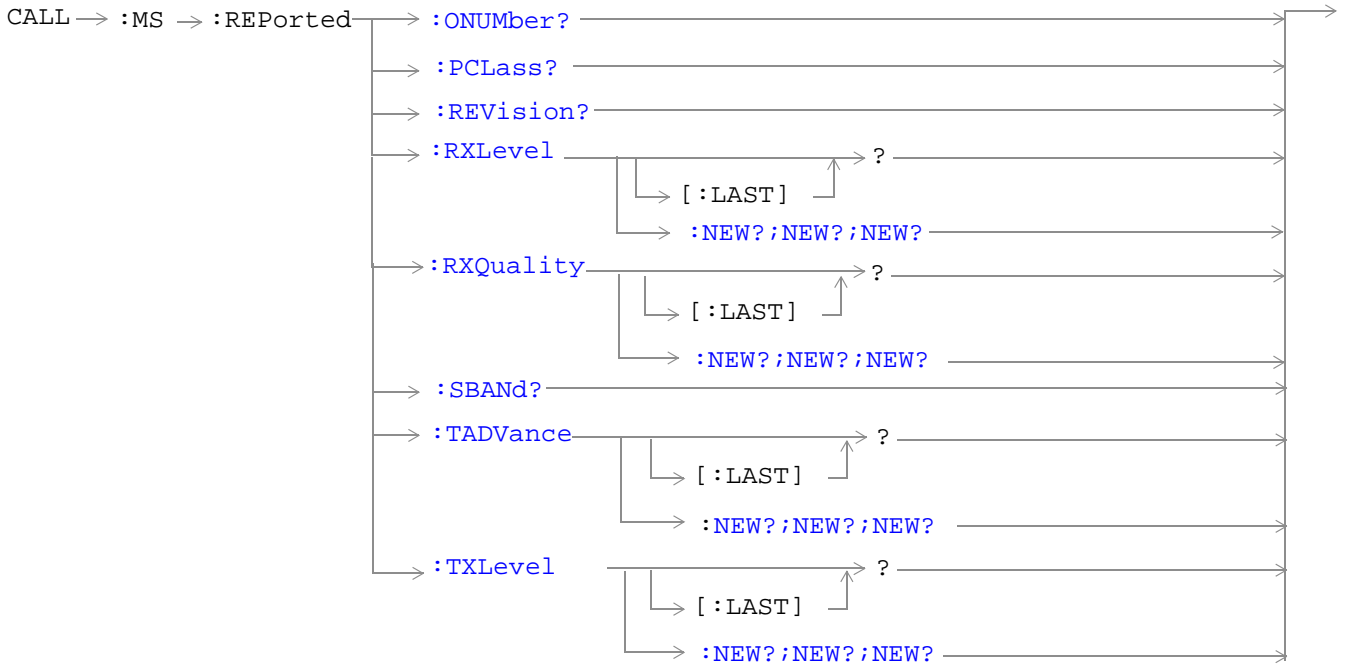 CALL :MS :REPorted :ONUMber?
:PCLass?
:REVision?
:RXLevel ?
[:LAST]
:NEW?;NEW?;NEW?
:RXQuality ?
[:LAST]
:NEW?;NEW?;NEW?
:SBANd?
:TADVance ?
[:LAST]
:NEW?;NEW?;NEW?
:TXLevel ?
[:LAST]
:NEW?;NEW?;NEW?